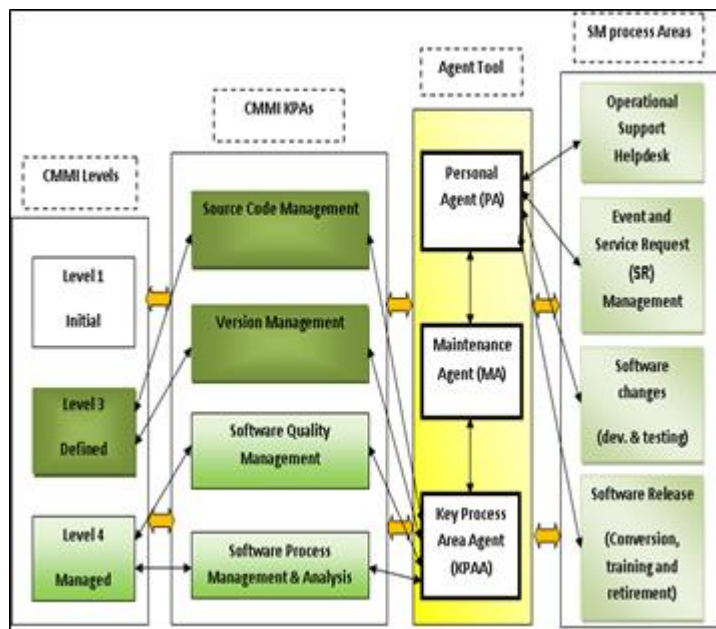 SM process Areas
Agent Tool
CMMI KPAs
CMMI Levels
Level 1
Initial
Level 3
Defined
Level 4
Managed
Source Code Management
Version Management
Software Quality
Management
Software Process
Management & Analysis
Personal
Agent (PA)
Maintenance
Agent (MA)
Key Process
Area Agent
(KPAA)
Operational
Support
Helpdesk
Event and
Service Request
(SR)
Management
Software
changes
(dev. & testing)
Software Release
(Conversion,
training and
retirement)